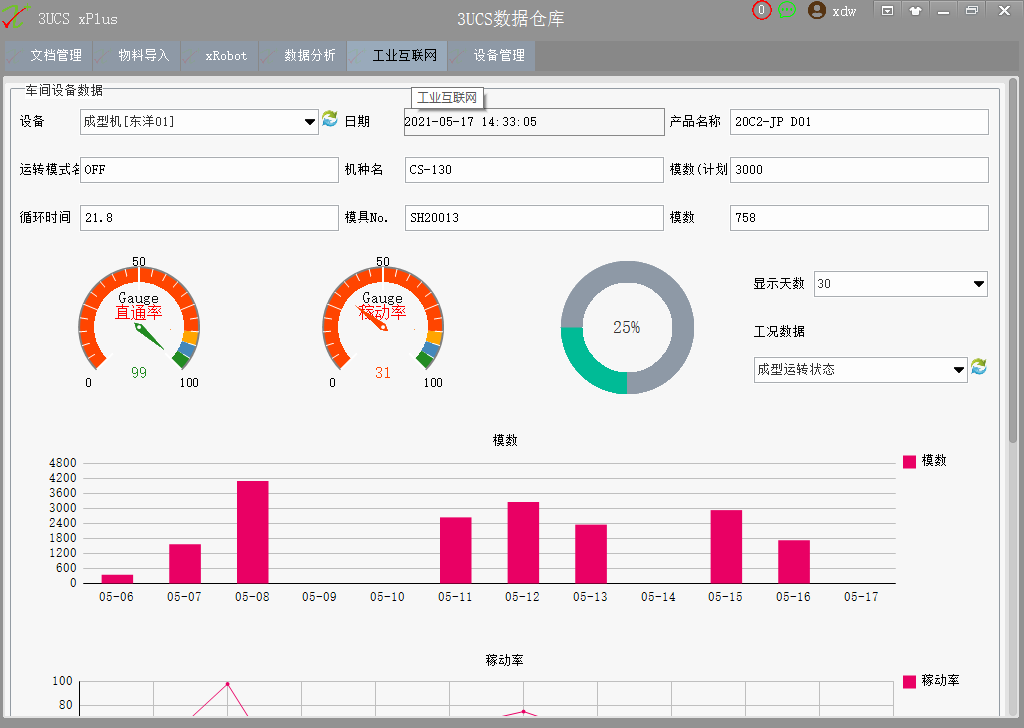 3UCS xPlus
3UCS数据仓库
0
xdw
文档管理 物料导入 xRobot 数据分析 工业互联网 设备管理
工业互联网
车间设备数据
设备 成型机[东洋01] 日期 2021-05-17 14:33:05 产品名称 20C2-JP D01
运转模式名 OFF 机种名 CS-130 模数(计划 3000
循环时间 21.8 模具No. SH20013 模数 758
50
Gauge
直通率
99
0 100
50
Gauge
稼动率
31
0 100
25%
显示天数 30
工况数据
成型运转状态
模数
模数
4800
4200
3600
3000
2400
1800
1200
600
0
05-06 05-07 05-08 05-09 05-10 05-11 05-12 05-13 05-14 05-15 05-16 05-17
稼动率
稼动率
100
80